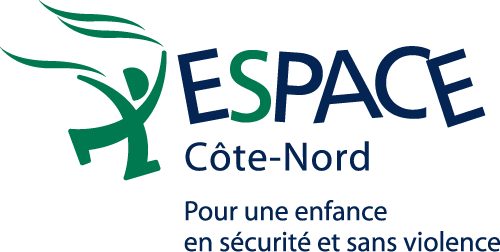 ESPACE
Côte-Nord
Pour une enfance
en sécurité et sans violence